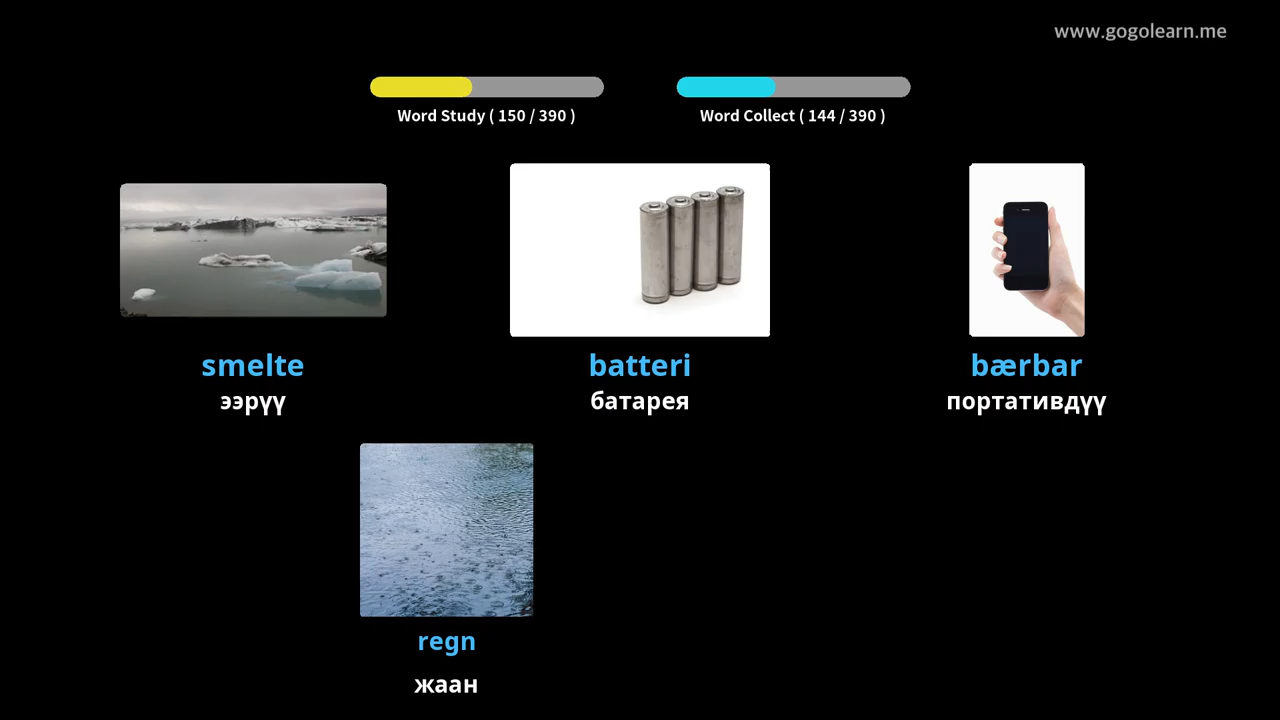 www.gogolearn.me
Word Study ( 150 / 390 )
Word Collect ( 144 / 390 )
smelte
ээрүү
batteri
батарея
bærbar
портативдүү
regn
жаан